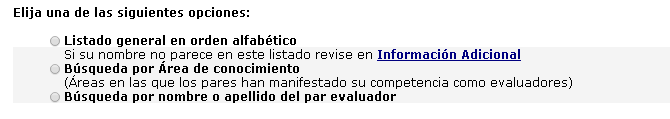 Elija una de las siguientes opciones:
Listado general en orden alfabético
Si su nombre no parece en este listado revise en Información Adicional
Búsqueda por Área de conocimiento
(Áreas en las que los pares han manifestado su competencia como evaluadores)
Búsqueda por nombre o apellido del par evaluador